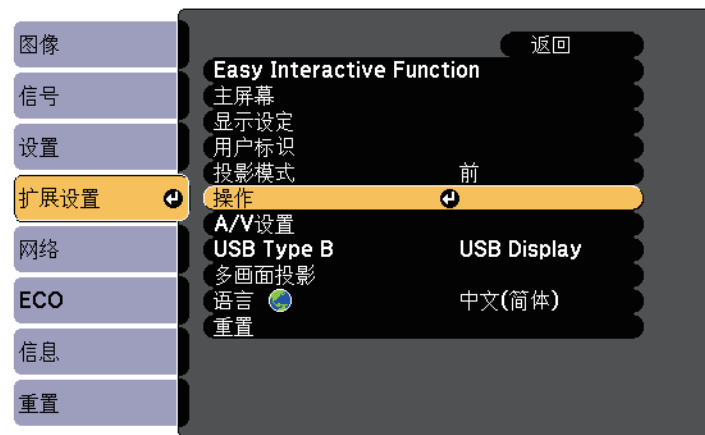 图像
信号
设置
扩展设置
网络
ECO
信息
重置
返回
Easy Interactive Function
主屏幕
显示设定
用户标识
投影模式 前
操作
A/V设置
USB Type B USB Display
多画面投影
语言 中文(简体)
重置